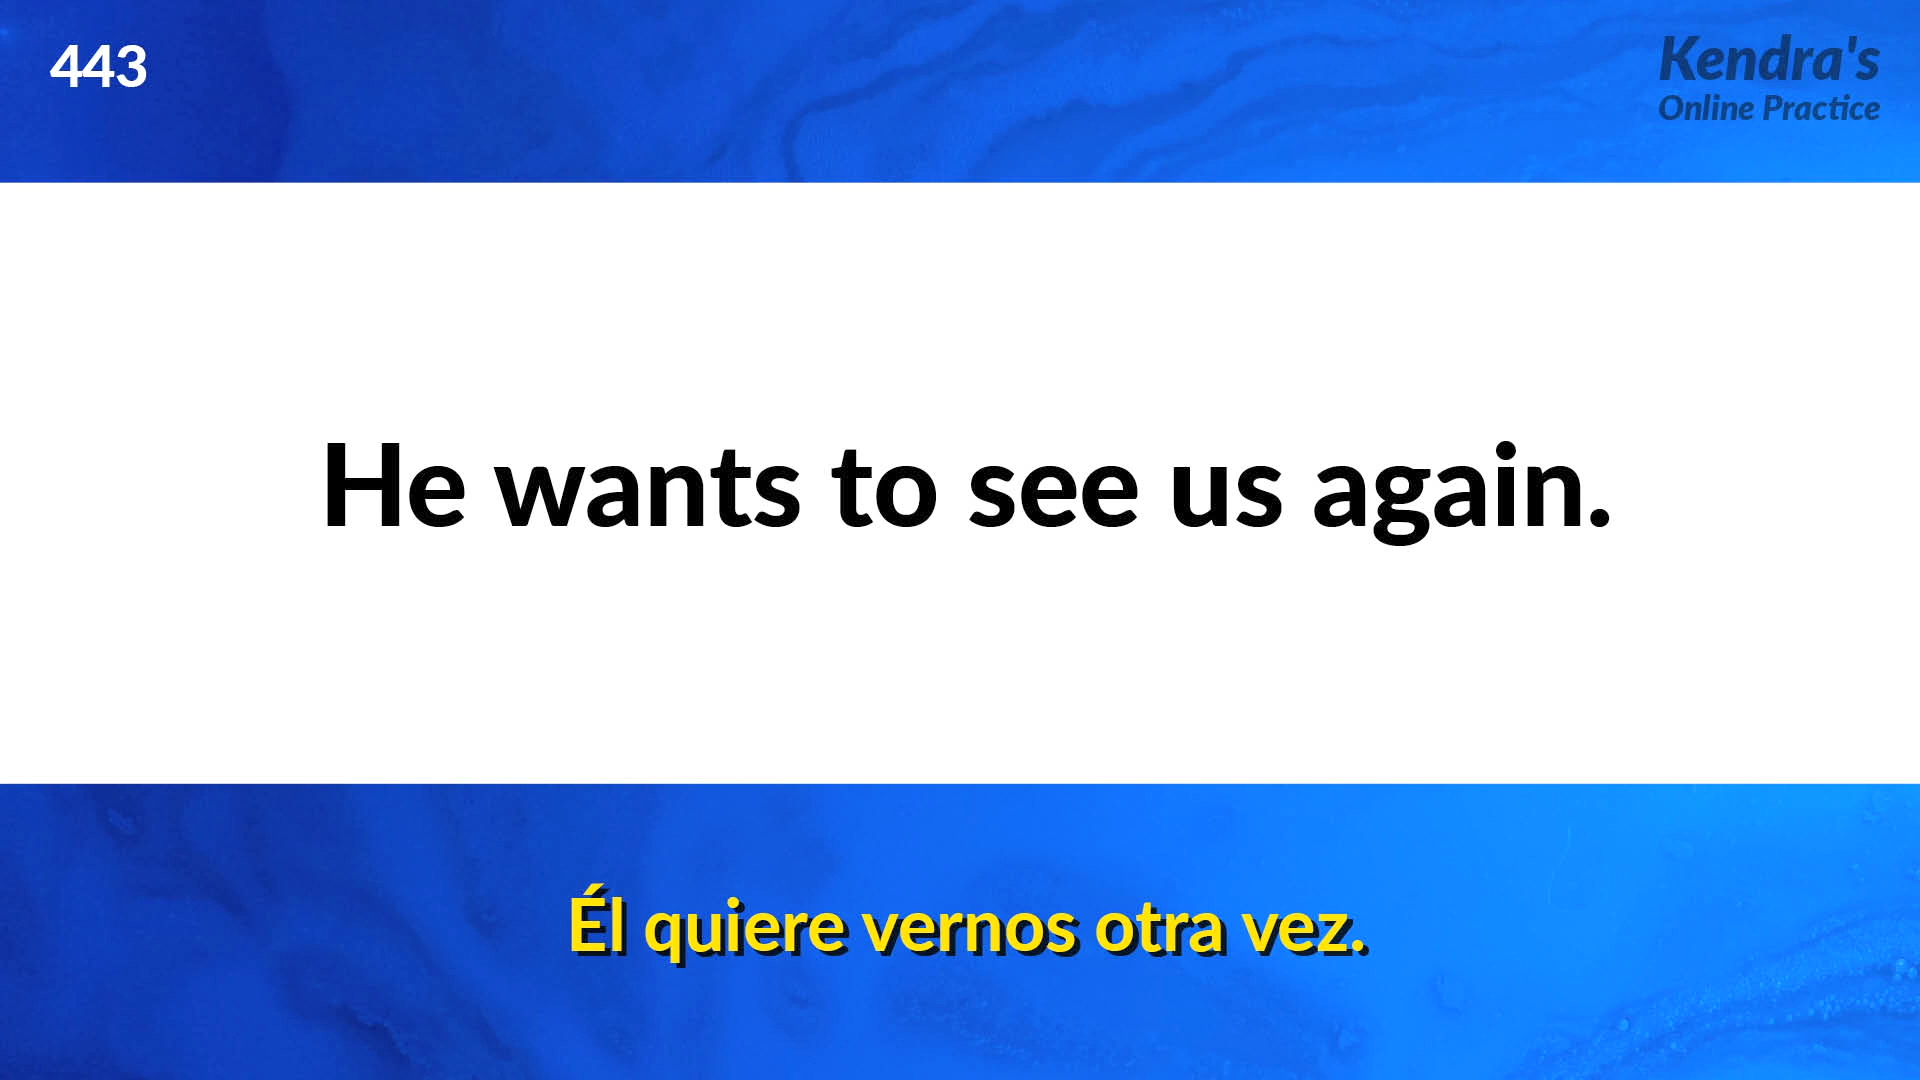 443
Kendra's
Online Practice
He wants to see us again.
Él quiere vernos otra vez.